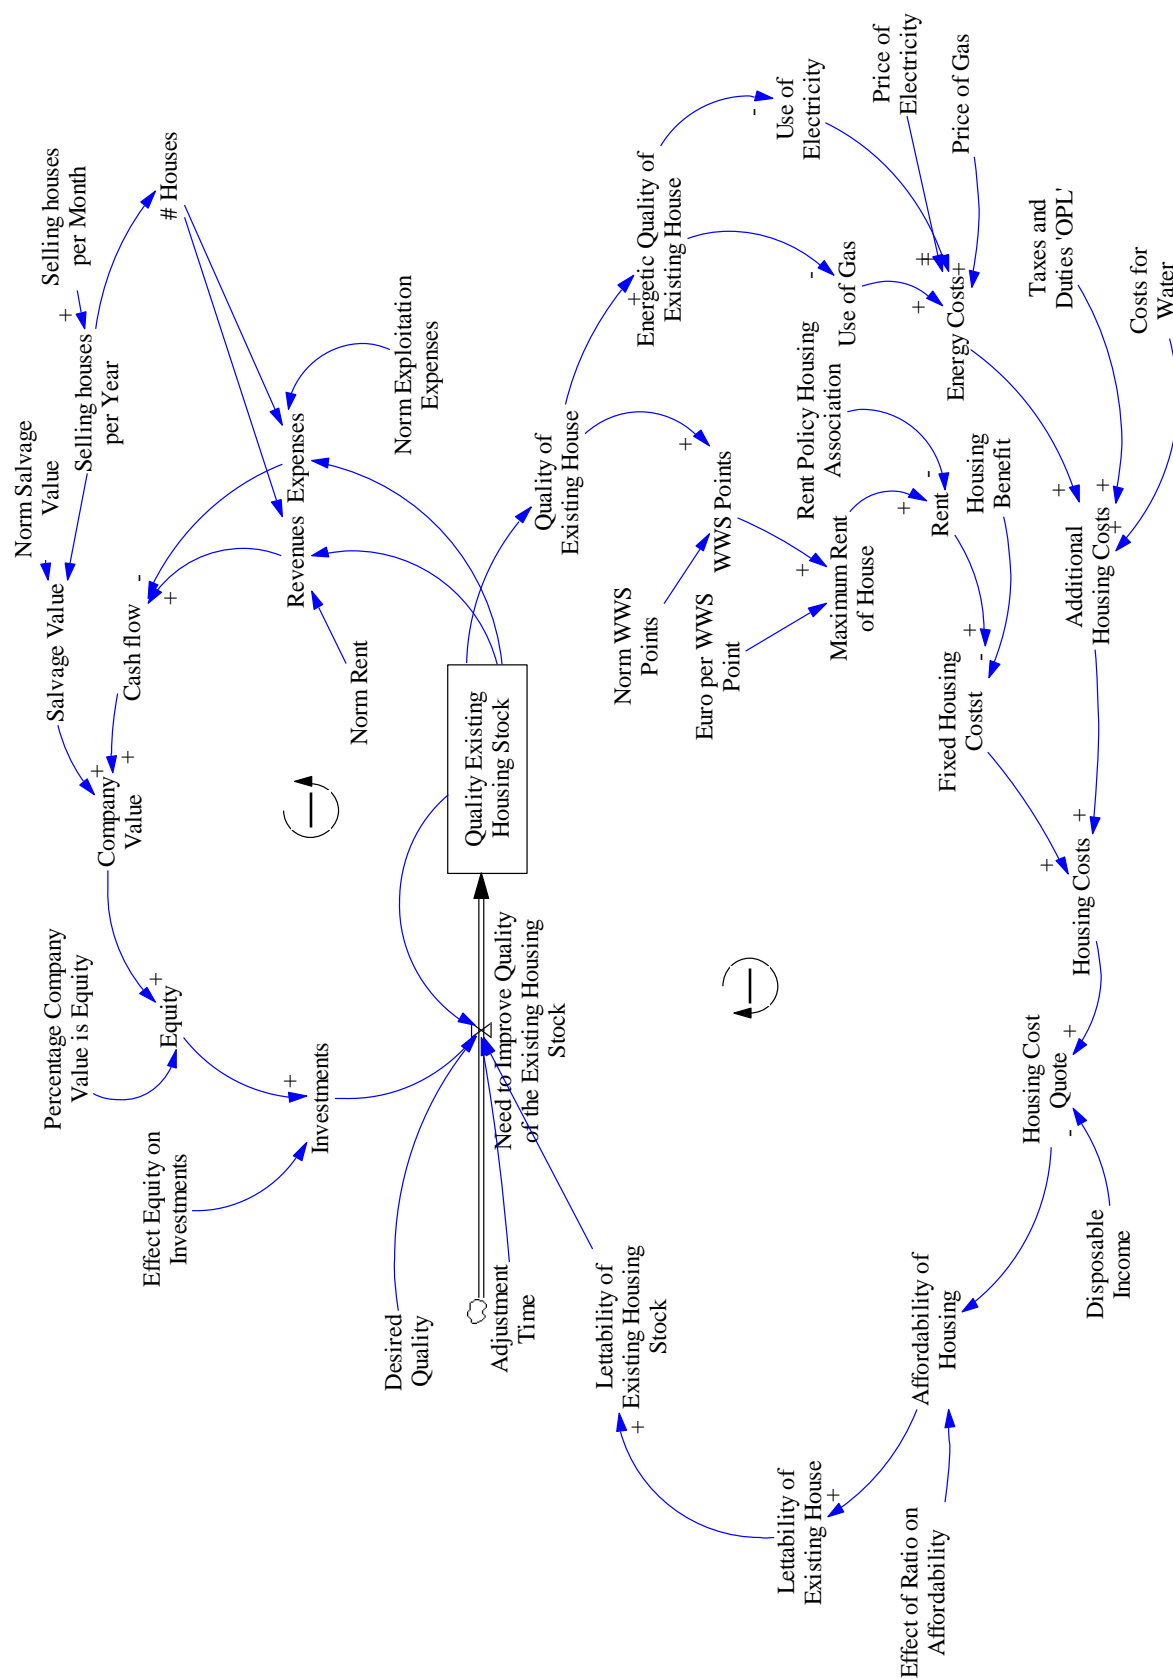 Percentage Company
Value is Equity
Norm Salvage
Value
Selling houses
per Month
Salvage Value
Selling houses
per Year
Company
Value
Cash flow
# Houses
Effect Equity on
Investments
Equity
Investments
Norm Rent
Revenues
Expenses
Norm Exploitation
Expenses
Desired
Quality
Quality Existing
Housing Stock
Adjustment
Time
Need to Improve Quality
of the Existing Housing
Stock
Quality of
Existing House
Lettability of
Existing Housing
Stock
Norm WWS
Points
Energetic Quality of
Existing House
Euro per WWS
Point
WWS Points
Lettability of
Existing House
Use of
Electricity
Maximum Rent
of House
Rent Policy Housing
Association
Use of Gas
Price of
Electricity
Effect of Ratio on
Affordability
Affordability of
Housing
Fixed Housing
Costst
Rent
Energy Costs
Price of Gas
Housing
Benefit
Housing Cost
Quote
Housing Costs
Additional
Housing Costs
Taxes and
Duties 'OPL'
Disposable
Income
Costs for
Water